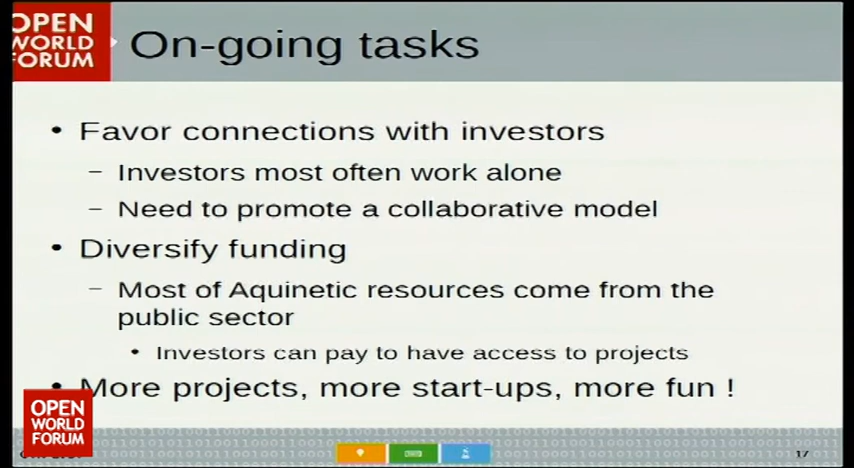 OPEN
WORLD
FORUM
On-going tasks
• Favor connections with investors
– Investors most often work alone
– Need to promote a collaborative model
• Diversify funding
– Most of Aquinetic resources come from the
public sector
• Investors can pay to have access to projects
• More projects, more start-ups, more fun !
OPEN
WORLD
FORUM
17